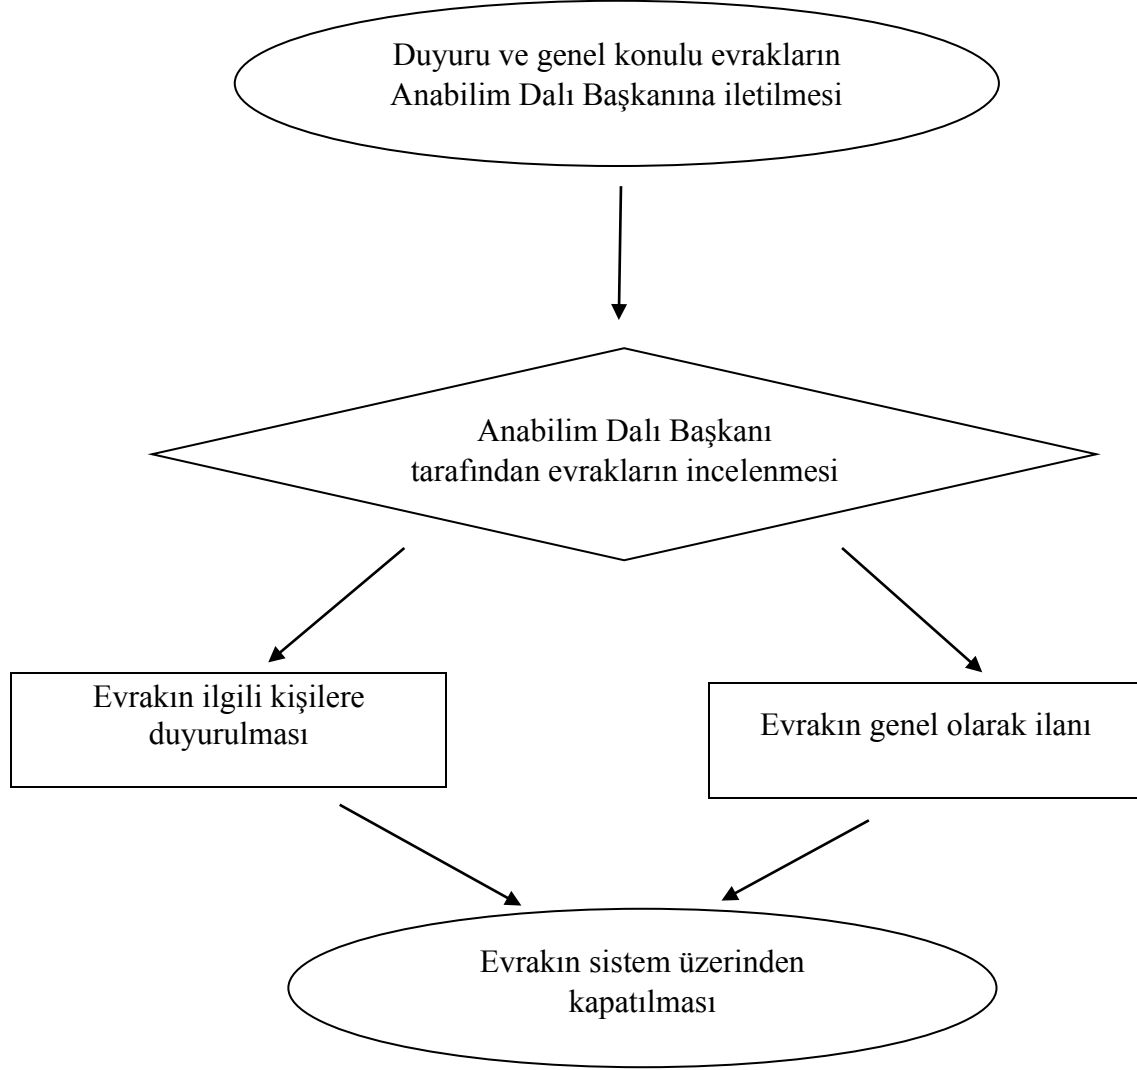 Duyuru ve genel konulu evrakların
Anabilim Dalı Başkanına iletilmesi
Anabilim Dalı Başkanı
tarafından evrakların incelenmesi
Evrakın ilgili kişilere
duyurulması
Evrakın genel olarak ilanı
Evrakın sistem üzerinden
kapatılması